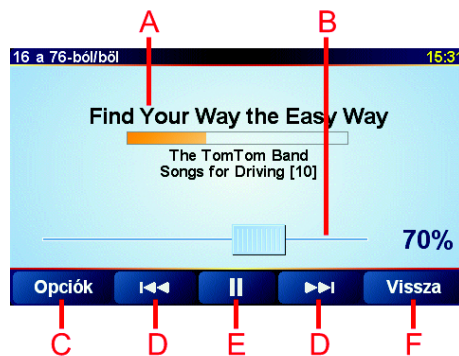 A B
16 a 76-ból/ből 15:31
Find Your Way the Easy Way
The TomTom Band
Songs for Driving [10]
70%
Opciók Vissza
C D E D F